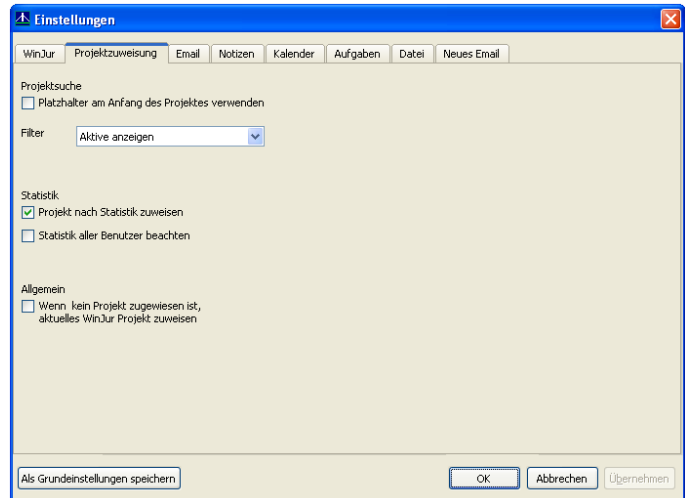 Einstellungen
WinJur Projektzuweisung Email Notizen Kalender Aufgaben Datei Neues Email
Projektsuche
Platzhalter am Anfang des Projektes verwenden
Filter Aktive anzeigen
Statistik
Projekt nach Statistik zuweisen
Statistik aller Benutzer beachten
Allgemein
Wenn kein Projekt zugewiesen ist,
aktuelles WinJur Projekt zuweisen
Als Grundeinstellungen speichern OK Abbrechen Übernehmen